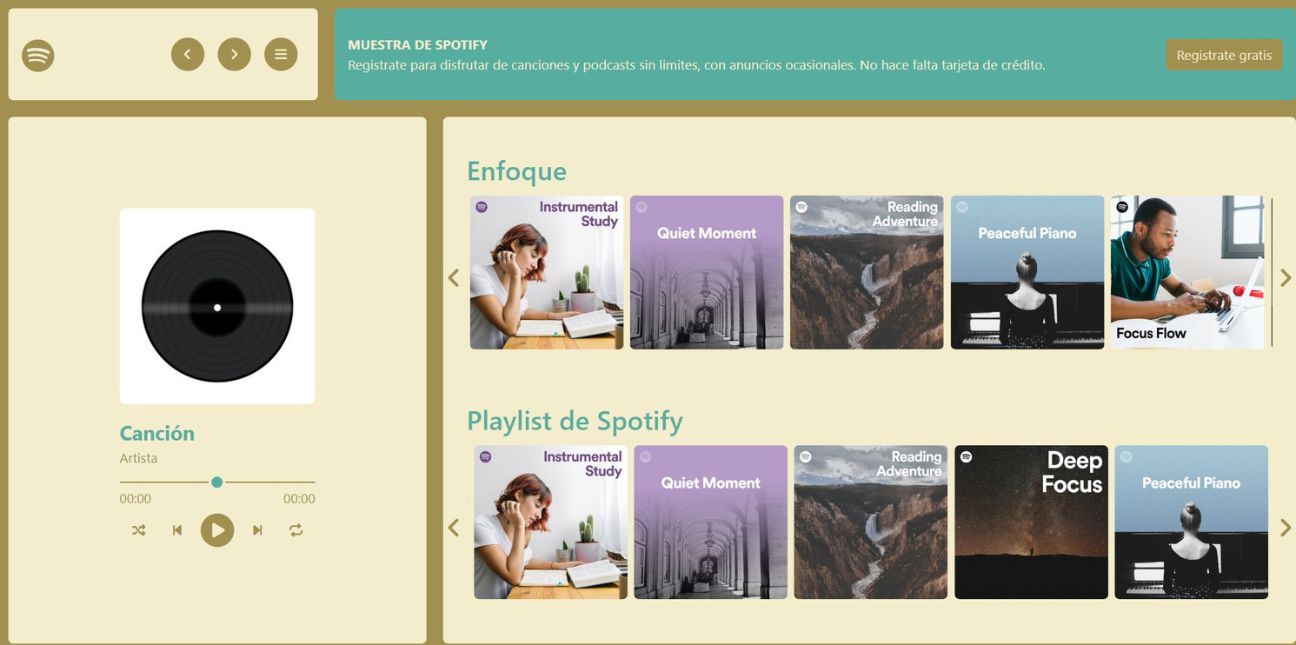 MUESTRA DE SPOTIFY
Registrate para disfrutar de canciones y podcasts sin limites, con anuncios ocasionales. No hace falta tarjeta de crédito.
Registrate gratis
Canción
Artista
00:00
00:00
Enfoque
Instrumental
Study
Quiet Moment
Reading
Adventure
Peaceful Piano
Focus Flow
Playlist de Spotify
Instrumental
Study
Quiet Moment
Reading
Adventure
Deep
Focus
Peaceful Piano